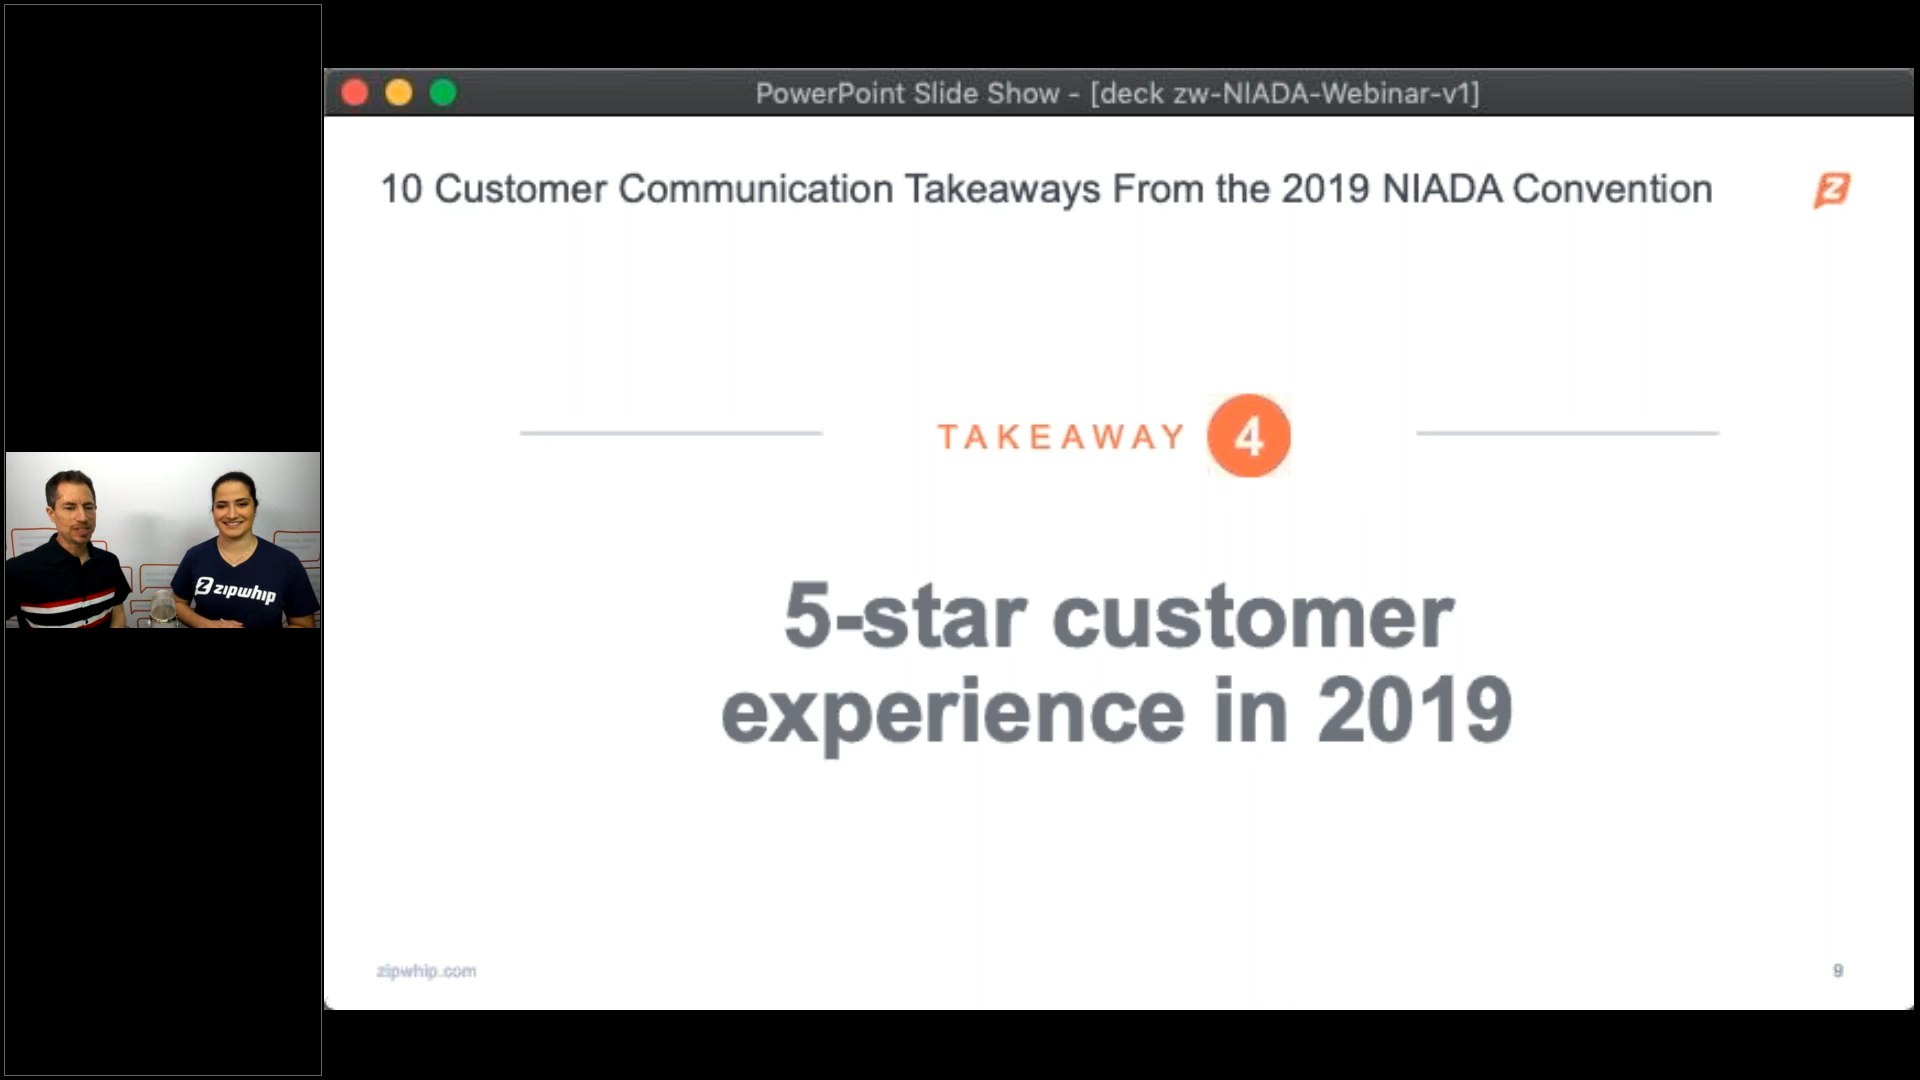 PowerPoint Slide Show - [deck zw-NIADA-Webinar-v1]
10 Customer Communication Takeaways From the 2019 NIADA Convention
TAKEAWAY 4
5-star customer
experience in 2019
zipwhip
zipwhip.com
9